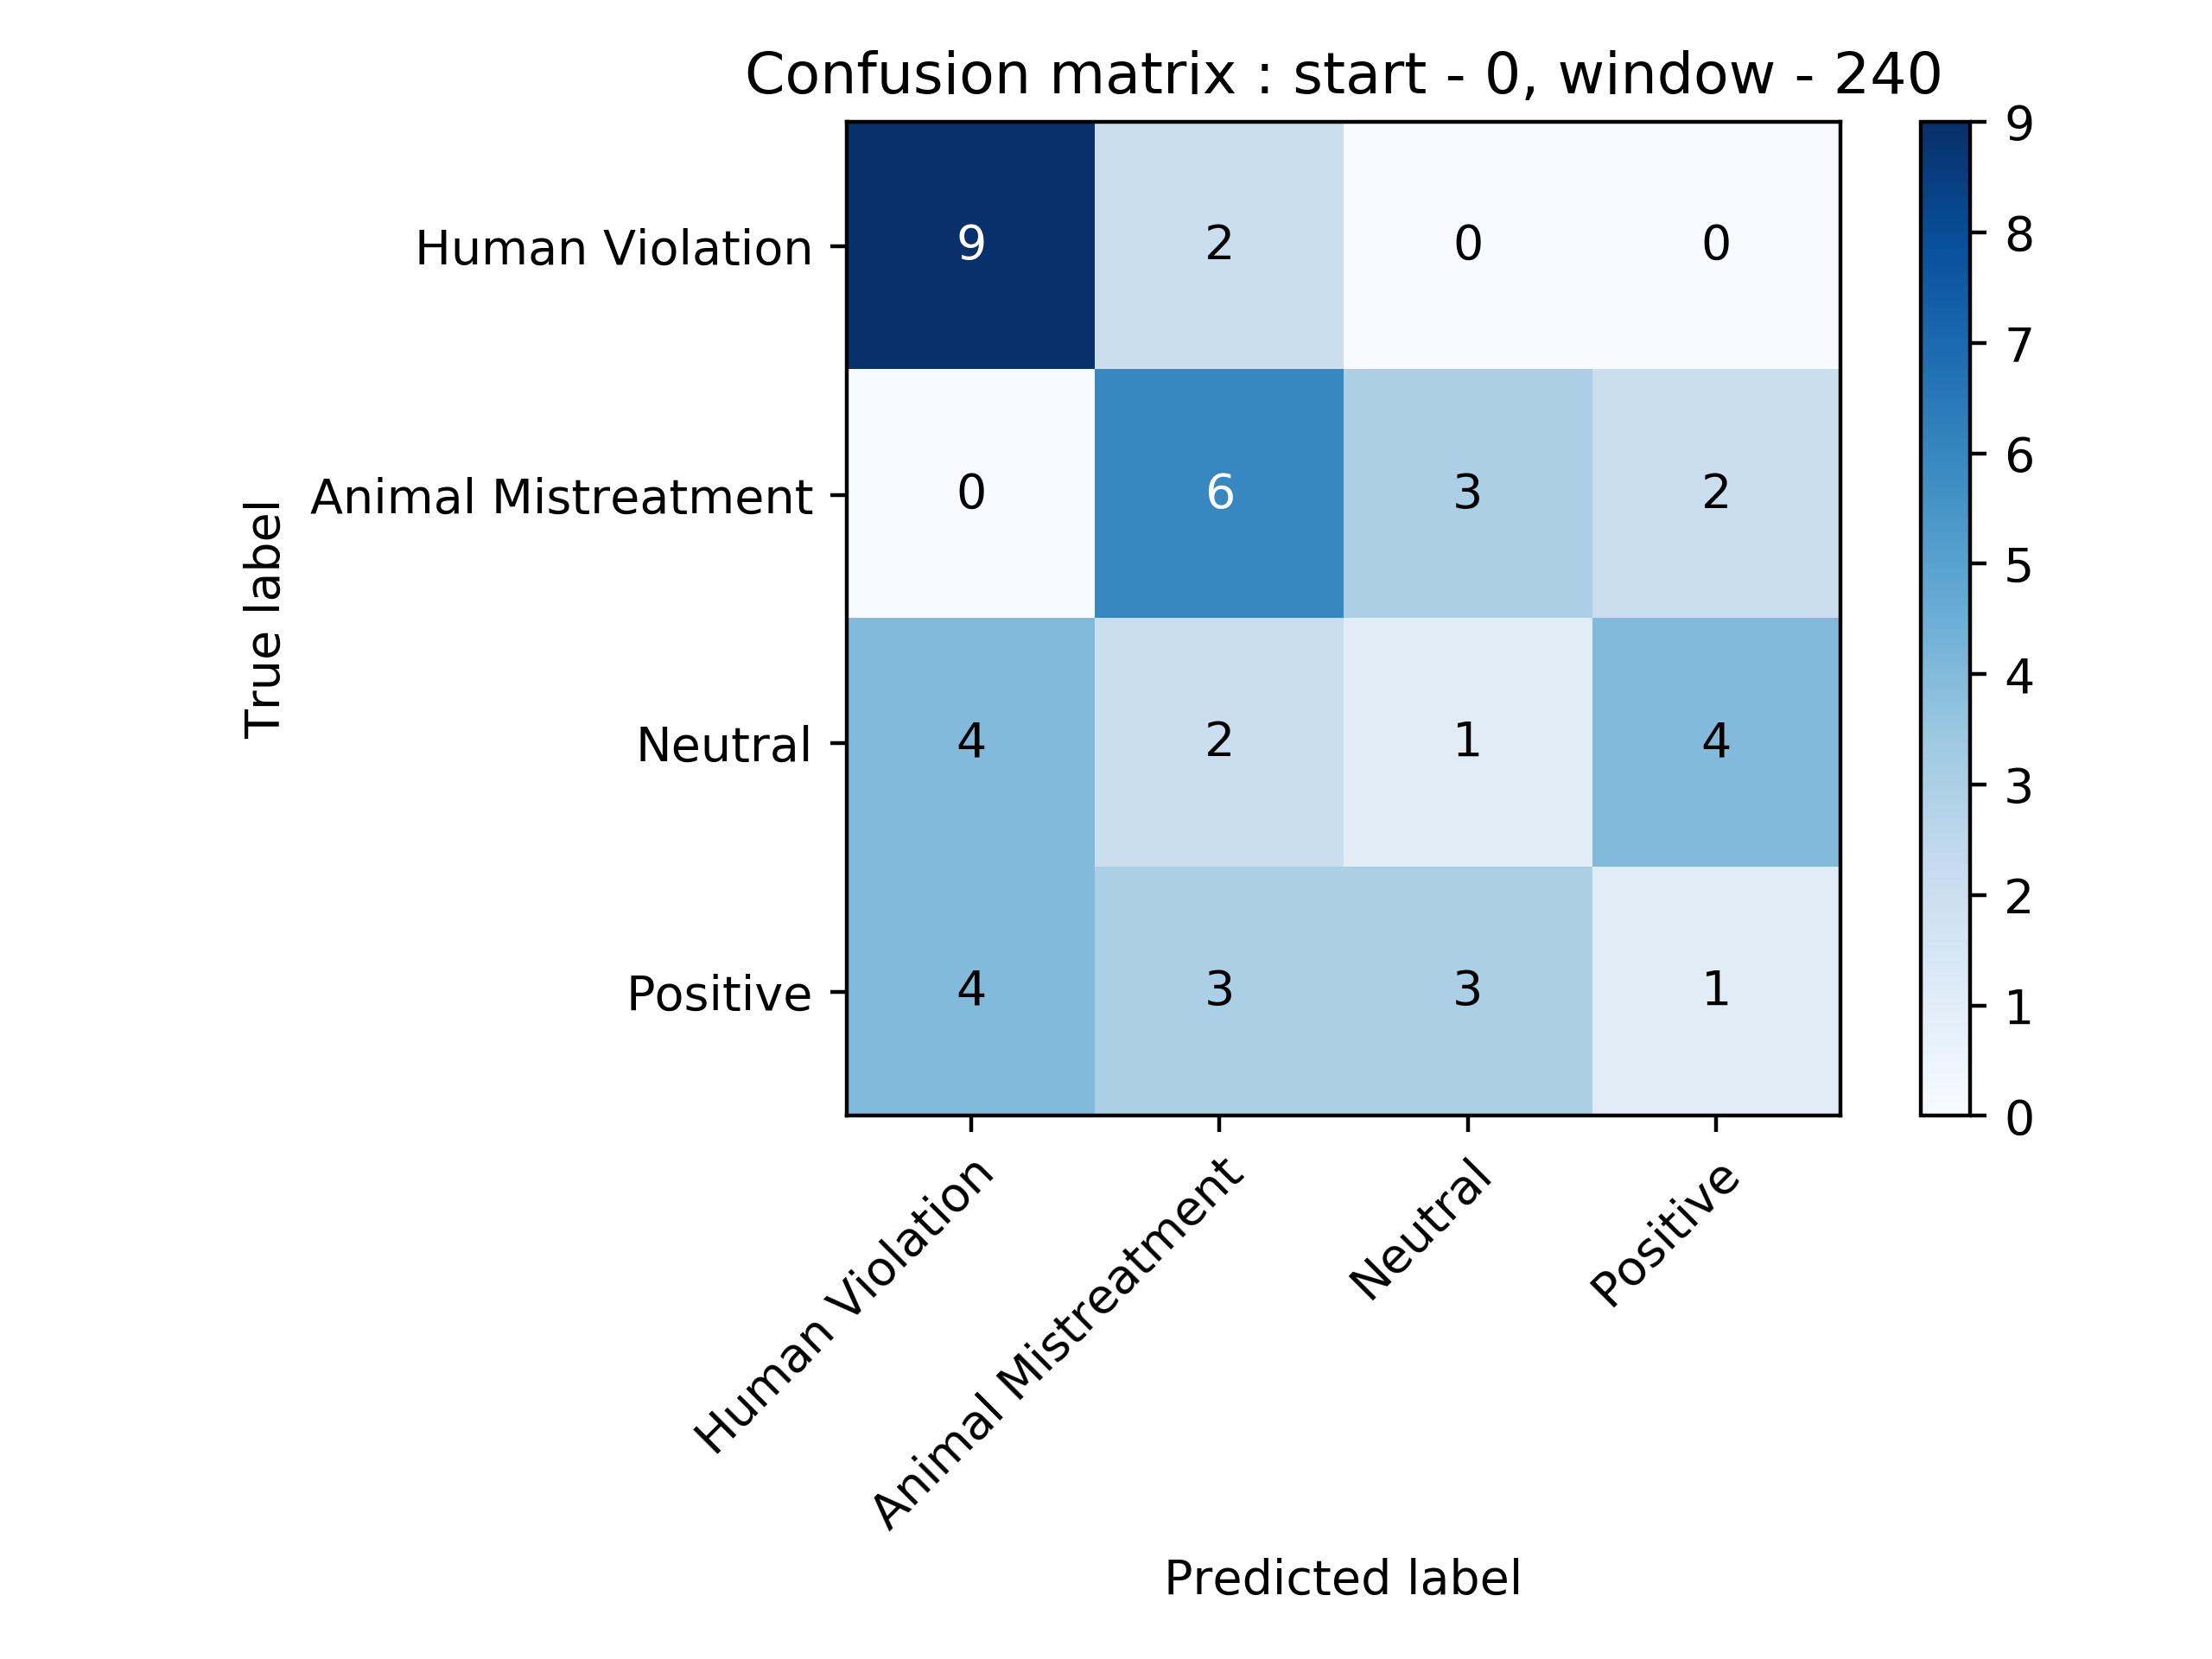 Confusion matrix : start - 0, window - 240
Human Violation 9 2 0 0
Animal Mistreatment 0 6 3 2
Neutral 4 2 1 4
Positive 4 3 3 1
True label
Human Violation
Animal Mistreatment
Neutral
Positive
Predicted label
9
8
7
6
5
4
3
2
1
0